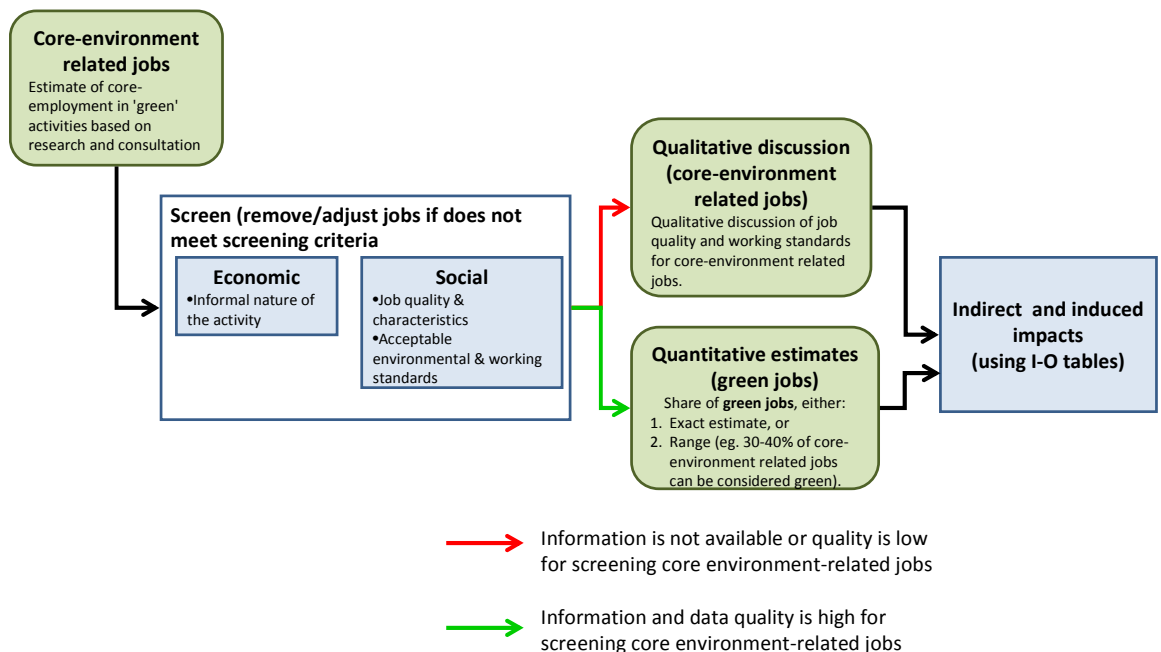 Core-environment
related jobs
Estimate of core-
employment in 'green'
activities based on
research and consultation
Screen (remove/adjust jobs if does not
meet screening criteria
Economic
•Informal nature of
the activity
Social
•Job quality &
characteristics
•Acceptable
environmental & working
standards
Qualitative discussion
(core-environment
related jobs)
Qualitative discussion of job
quality and working standards
for core-environment related
jobs.
Quantitative estimates
(green jobs)
Share of green jobs, either:
1. Exact estimate, or
2. Range (eg. 30-40% of core-
environment related jobs
can be considered green).
Indirect and induced
impacts
(using I-O tables)
Information is not available or quality is low
for screening core environment-related jobs
Information and data quality is high for
screening core environment-related jobs